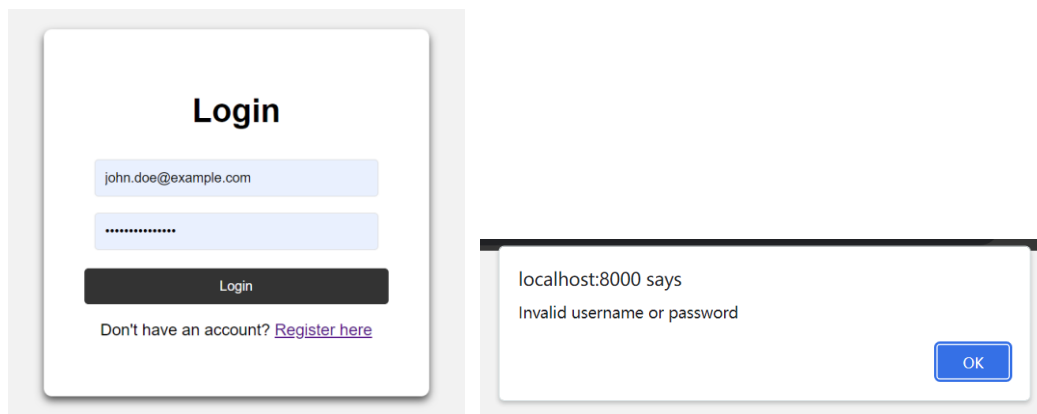 Login
john.doe@example.com
•••••••••••••••
Login
Don't have an account? Register here
localhost:8000 says
Invalid username or password
OK